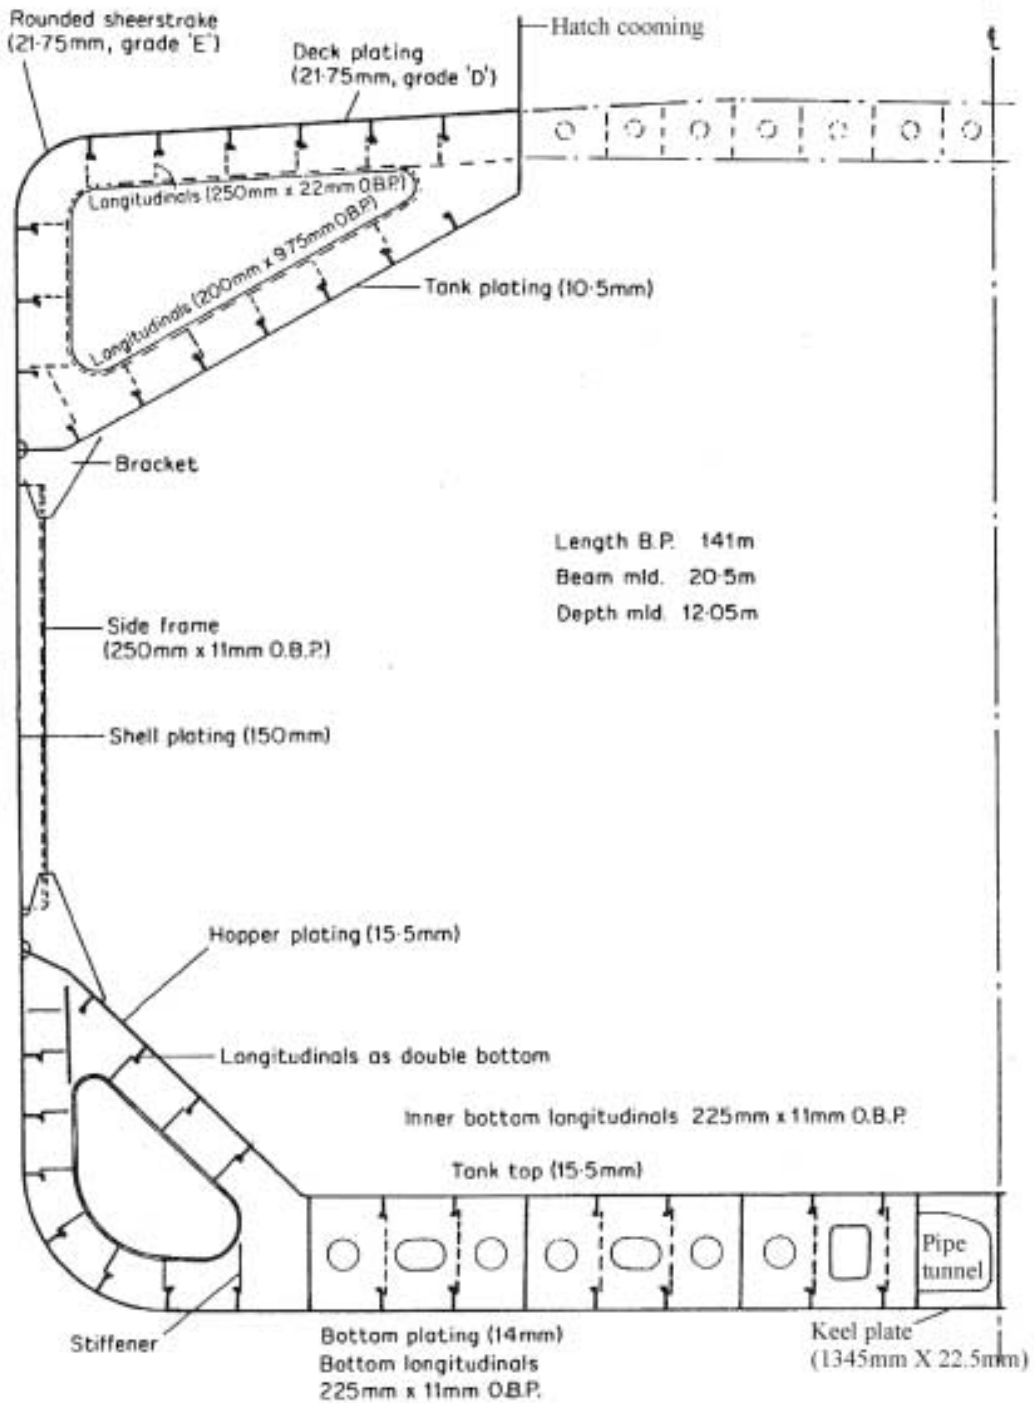 Rounded sheerstrake
(21·75mm, grade 'E')
Hatch cooming
℄
Deck plating
(21·75mm, grade 'D')
Longitudinals (250mm x 22mm O.B.P.)
Longitudinals (200mm x 9.75mm O.B.P.)
Tank plating (10·5mm)
Bracket
Length B.P. 141m
Beam mld. 20·5m
Depth mld. 12·05m
Side frame
(250mm x 11mm O.B.P.)
Shell plating (150mm)
Hopper plating (15·5mm)
Longitudinals as double bottom
Inner bottom longitudinals 225mm x 11mm O.B.P.
Tank top (15·5mm)
Pipe
tunnel
Stiffener
Bottom plating (14mm)
Bottom longitudinals
225mm x 11mm O.B.P.
Keel plate
(1345mm X 22.5mm)